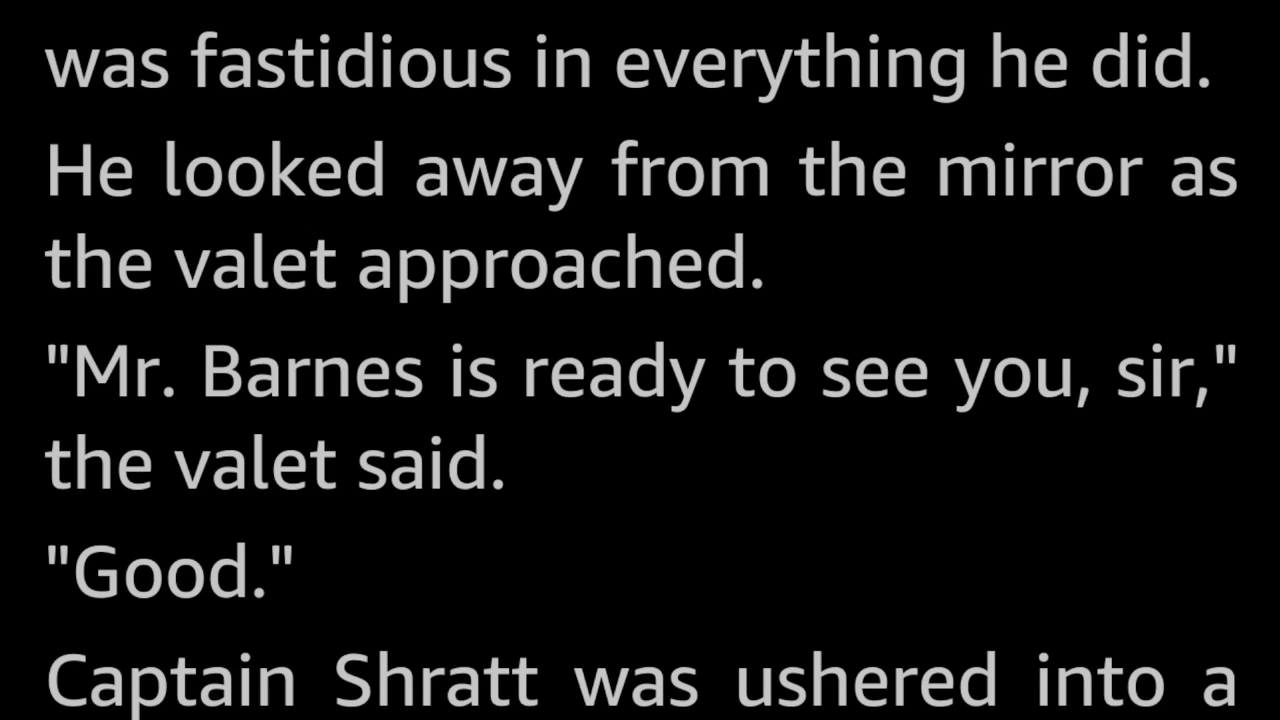 was fastidious in everything he did.
He looked away from the mirror as
the valet approached.
"Mr. Barnes is ready to see you, sir,"
the valet said.
"Good."
Captain Shratt was ushered into a